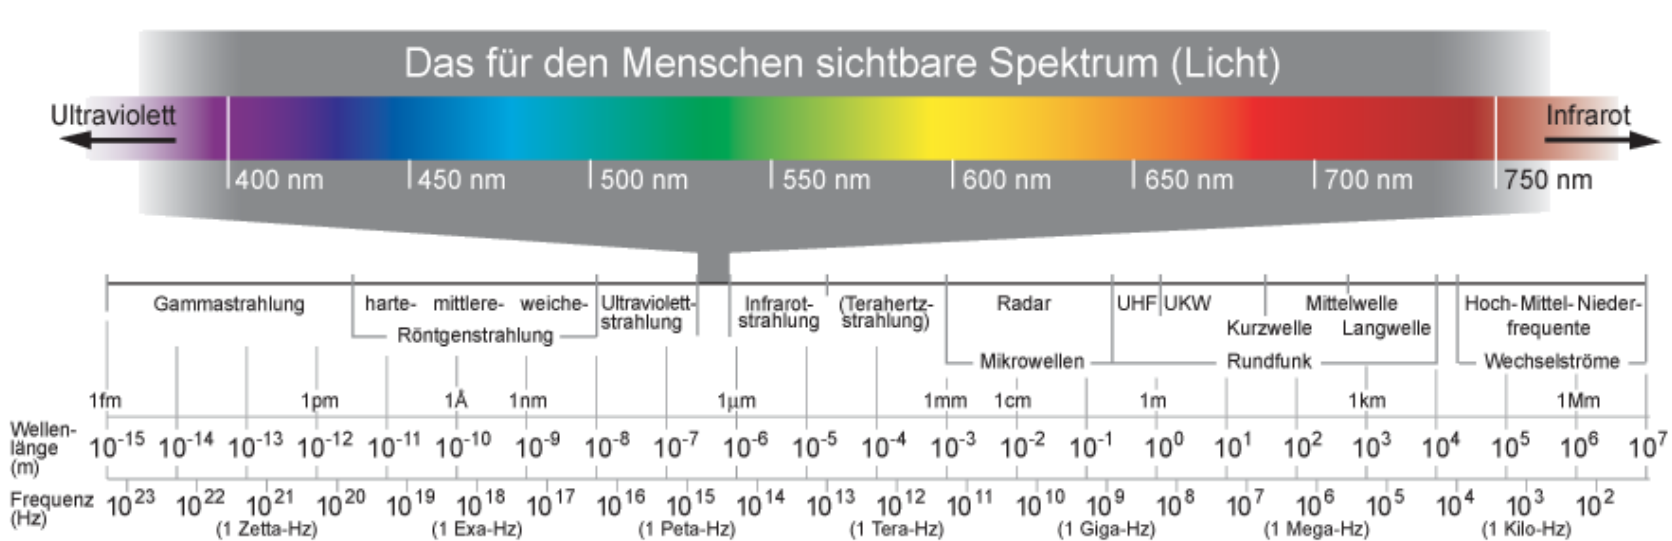 Das für den Menschen sichtbare Spektrum (Licht)
Ultraviolett
Infrarot
400 nm 450 nm 500 nm 550 nm 600 nm 650 nm 700 nm 750 nm
Gammastrahlung
harte- mittlere- weiche-
Röntgenstrahlung
Ultraviolett-
strahlung
Infrarot-
strahlung
(Terahertz-
strahlung)
Radar
Mikrowellen
UHF UKW
Mittelwelle
Kurzwelle Langwelle
Rundfunk
Hoch- Mittel- Nieder-
frequente
Wechselströme
1fm 1pm 1Å 1nm 1µm 1mm 1cm 1m 1km 1Mm
Wellen-
länge
(m)
10⁻¹⁵ 10⁻¹⁴ 10⁻¹³ 10⁻¹² 10⁻¹¹ 10⁻¹⁰ 10⁻⁹ 10⁻⁸ 10⁻⁷ 10⁻⁶ 10⁻⁵ 10⁻⁴ 10⁻³ 10⁻² 10⁻¹ 10⁰ 10¹ 10² 10³ 10⁴ 10⁵ 10⁶ 10⁷
Frequenz
(Hz)
10²³ 10²² 10²¹ 10²⁰ 10¹⁹ 10¹⁸ 10¹⁷ 10¹⁶ 10¹⁵ 10¹⁴ 10¹³ 10¹² 10¹¹ 10¹⁰ 10⁹ 10⁸ 10⁷ 10⁶ 10⁵ 10⁴ 10³ 10²
(1 Zetta-Hz) (1 Exa-Hz) (1 Peta-Hz) (1 Tera-Hz) (1 Giga-Hz) (1 Mega-Hz) (1 Kilo-Hz)